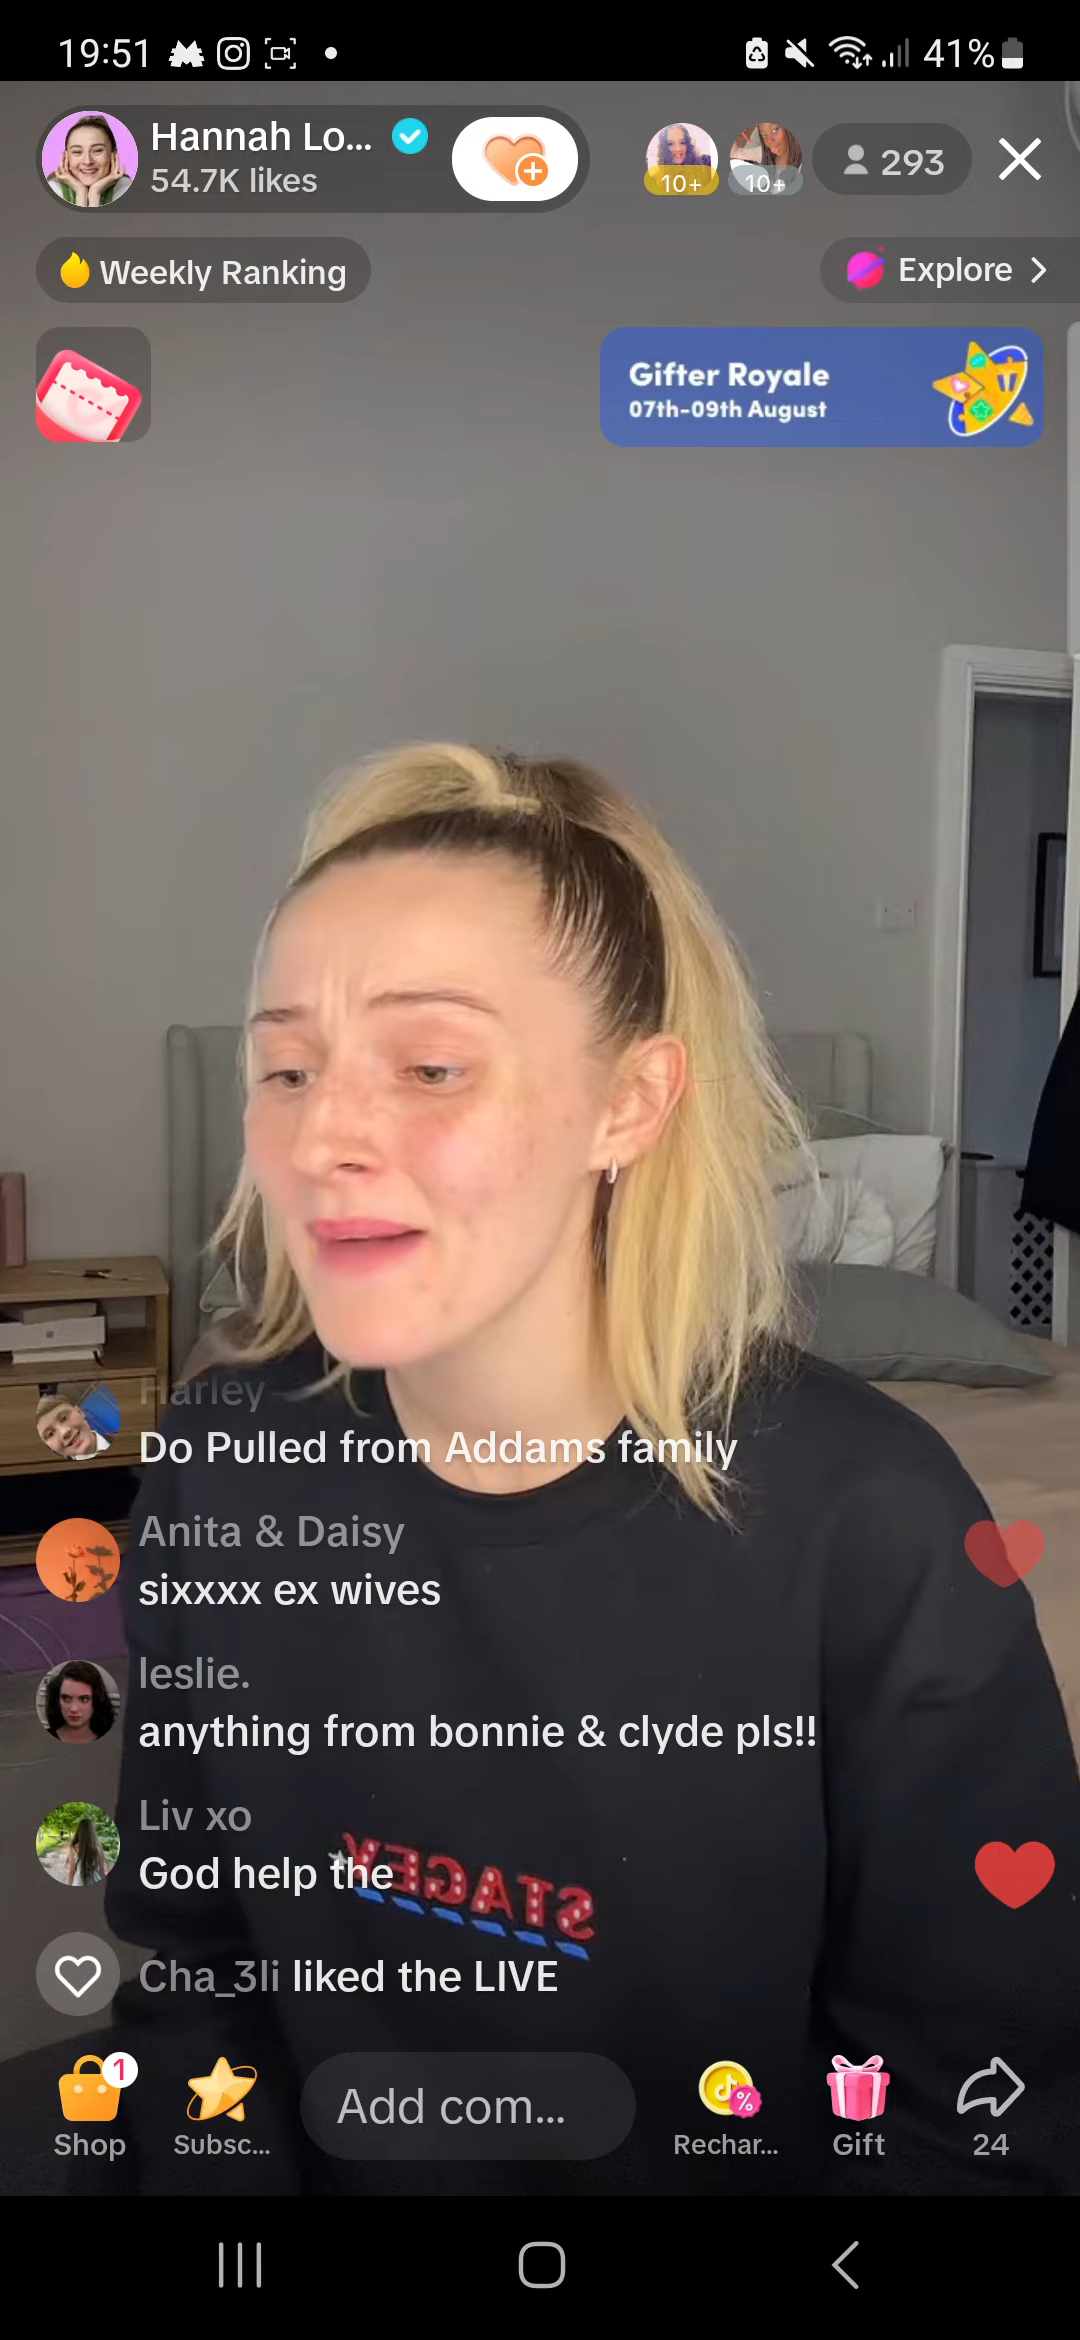 19:51
41%
Hannah Lo...
54.7K likes
10+
10+
293
Weekly Ranking
Explore
Gifter Royale
07th-09th August
Harley
Do Pulled from Addams family
Anita & Daisy
sixxxx ex wives
leslie.
anything from bonnie & clyde pls!!
Liv xo
God help the
STAGEY
Cha_3li liked the LIVE
1
Shop
Subsc...
Add com...
%
Rechar...
Gift
24